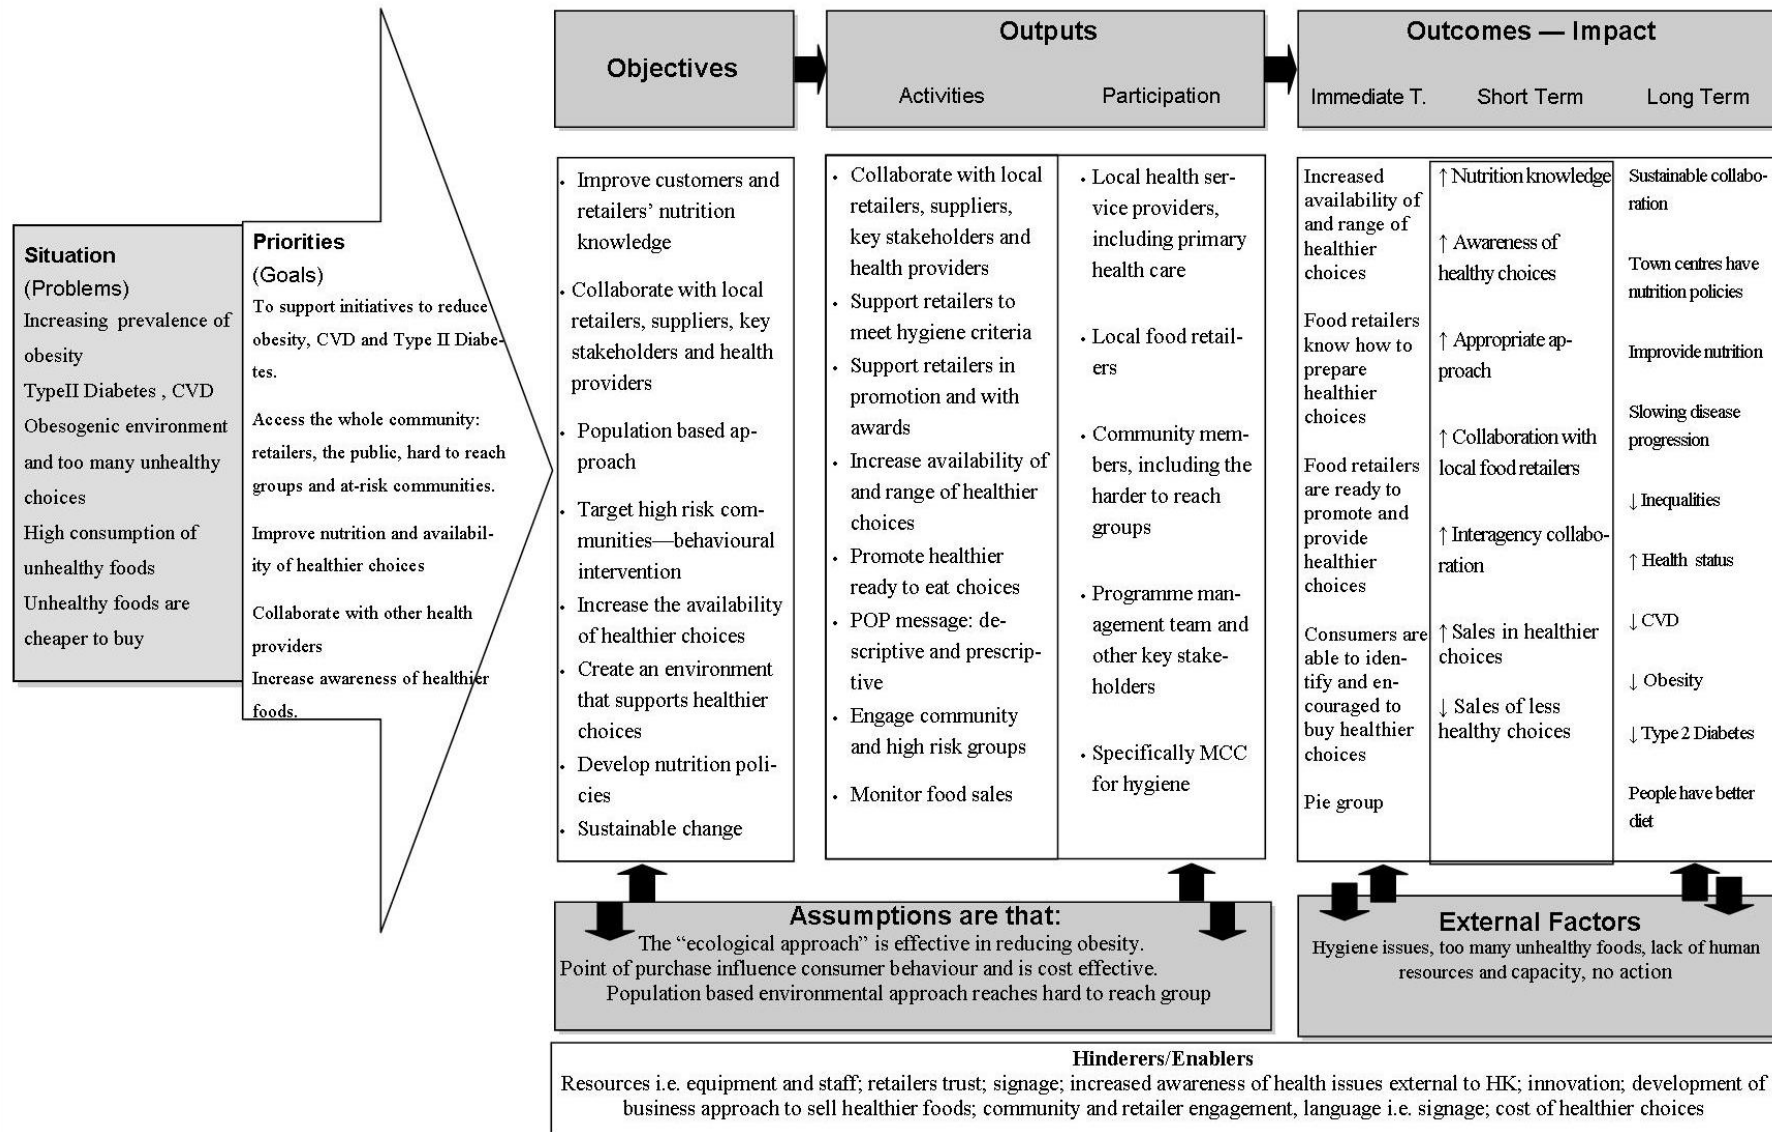 Situation
(Problems)
Increasing prevalence of
obesity
TypeII Diabetes , CVD
Obesogenic environment
and too many unhealthy
choices
High consumption of
unhealthy foods
Unhealthy foods are
cheaper to buy
Priorities
(Goals)
To support initiatives to reduce
obesity, CVD and Type II Diabe-
tes.
Access the whole community:
retailers, the public, hard to reach
groups and at-risk communities.
Improve nutrition and availabil-
ity of healthier choices
Collaborate with other health
providers
Increase awareness of healthier
foods.
Objectives
• Improve customers and
retailers’ nutrition
knowledge
• Collaborate with local
retailers, suppliers, key
stakeholders and health
providers
• Population based ap-
proach
• Target high risk com-
munities—behavioural
intervention
• Increase the availability
of healthier choices
• Create an environment
that supports healthier
choices
• Develop nutrition poli-
cies
• Sustainable change
Outputs
Activities
• Collaborate with local
retailers, suppliers,
key stakeholders and
health providers
• Support retailers to
meet hygiene criteria
• Support retailers in
promotion and with
awards
• Increase availability of
and range of healthier
choices
• Promote healthier
ready to eat choices
• POP message: de-
scriptive and prescrip-
tive
• Engage community
and high risk groups
• Monitor food sales
Participation
• Local health ser-
vice providers,
including primary
health care
• Local food retail-
ers
• Community mem-
bers, including the
harder to reach
groups
• Programme man-
agement team and
other key stake-
holders
• Specifically MCC
for hygiene
Outcomes — Impact
Immediate T.
Increased
availability of
and range of
healthier
choices
Food retailers
know how to
prepare
healthier
choices
Food retailers
are ready to
promote and
provide
healthier
choices
Consumers are
able to iden-
tify and en-
couraged to
buy healthier
choices
Pie group
Short Term
↑ Nutrition knowledge
↑ Awareness of
healthy choices
↑ Appropriate ap-
proach
↑ Collaboration with
local food retailers
↑ Interagency collabo-
ration
↑ Sales in healthier
choices
↓ Sales of less
healthy choices
Long Term
Sustainable collabo-
ration
Town centres have
nutrition policies
Improvide nutrition
Slowing disease
progression
↓ Inequalities
↑ Health status
↓ CVD
↓ Obesity
↓ Type 2 Diabetes
People have better
diet
Assumptions are that:
The “ecological approach” is effective in reducing obesity.
Point of purchase influence consumer behaviour and is cost effective.
Population based environmental approach reaches hard to reach group
External Factors
Hygiene issues, too many unhealthy foods, lack of human
resources and capacity, no action
Hinderers/Enablers
Resources i.e. equipment and staff; retailers trust; signage; increased awareness of health issues external to HK; innovation; development of
business approach to sell healthier foods; community and retailer engagement, language i.e. signage; cost of healthier choices